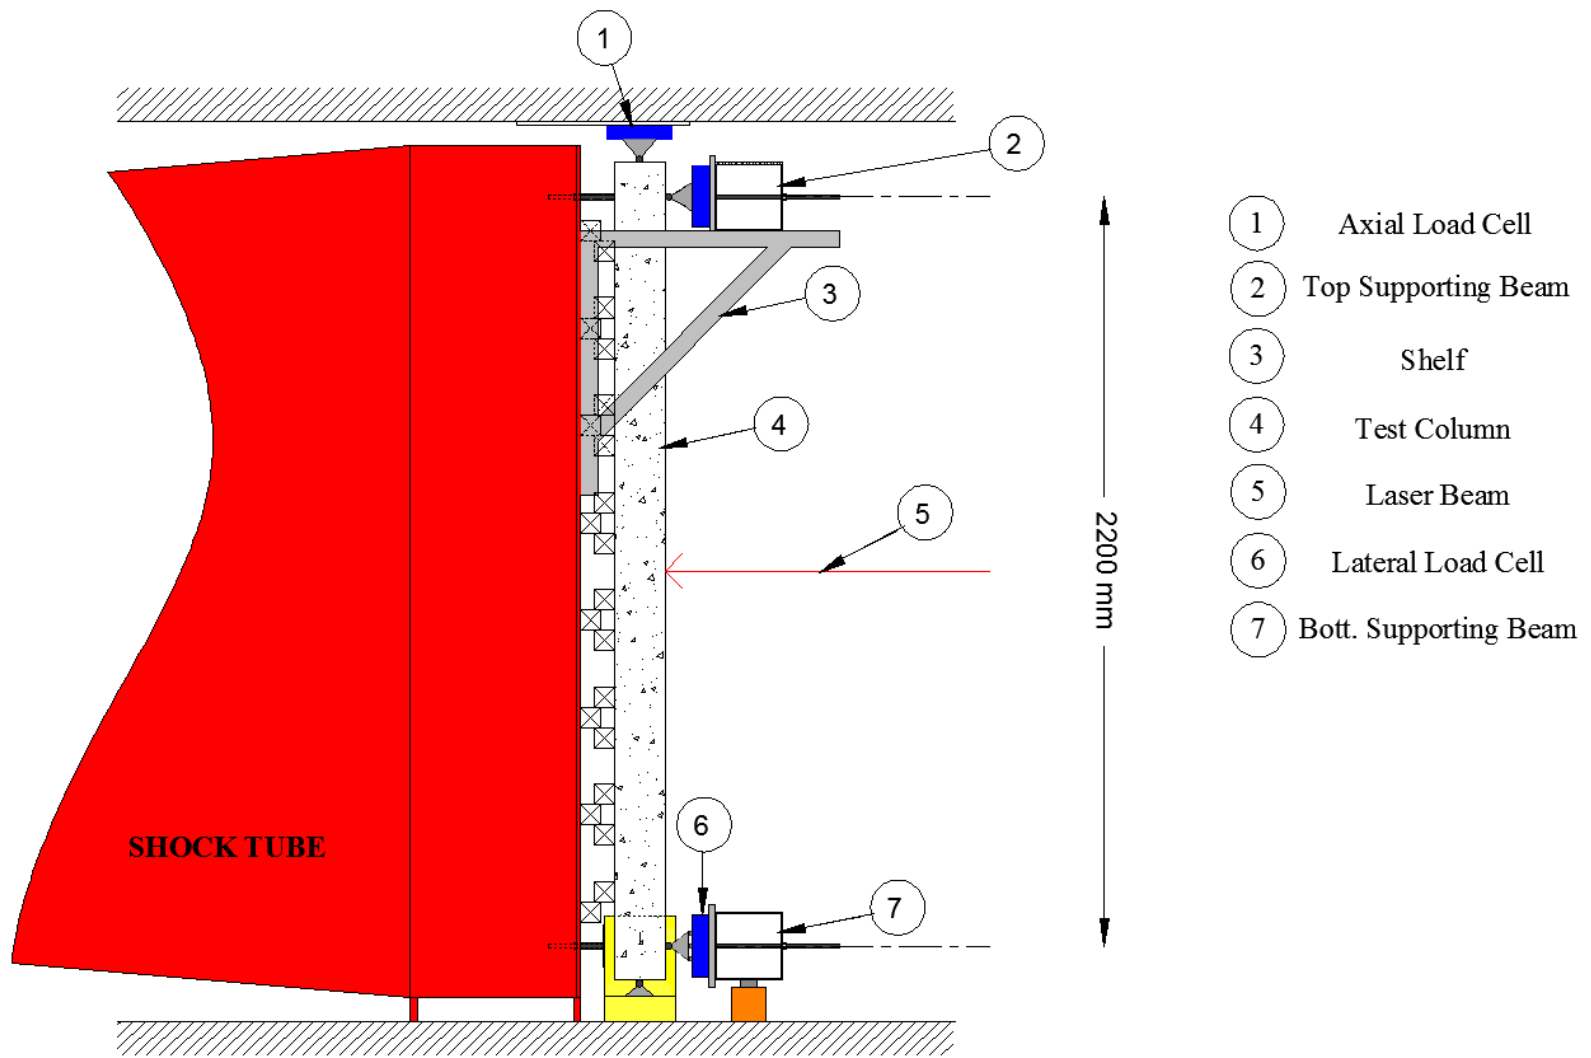 1
2
3
4
5
6
7
2200 mm
SHOCK TUBE
1 Axial Load Cell
2 Top Supporting Beam
3 Shelf
4 Test Column
5 Laser Beam
6 Lateral Load Cell
7 Bott. Supporting Beam